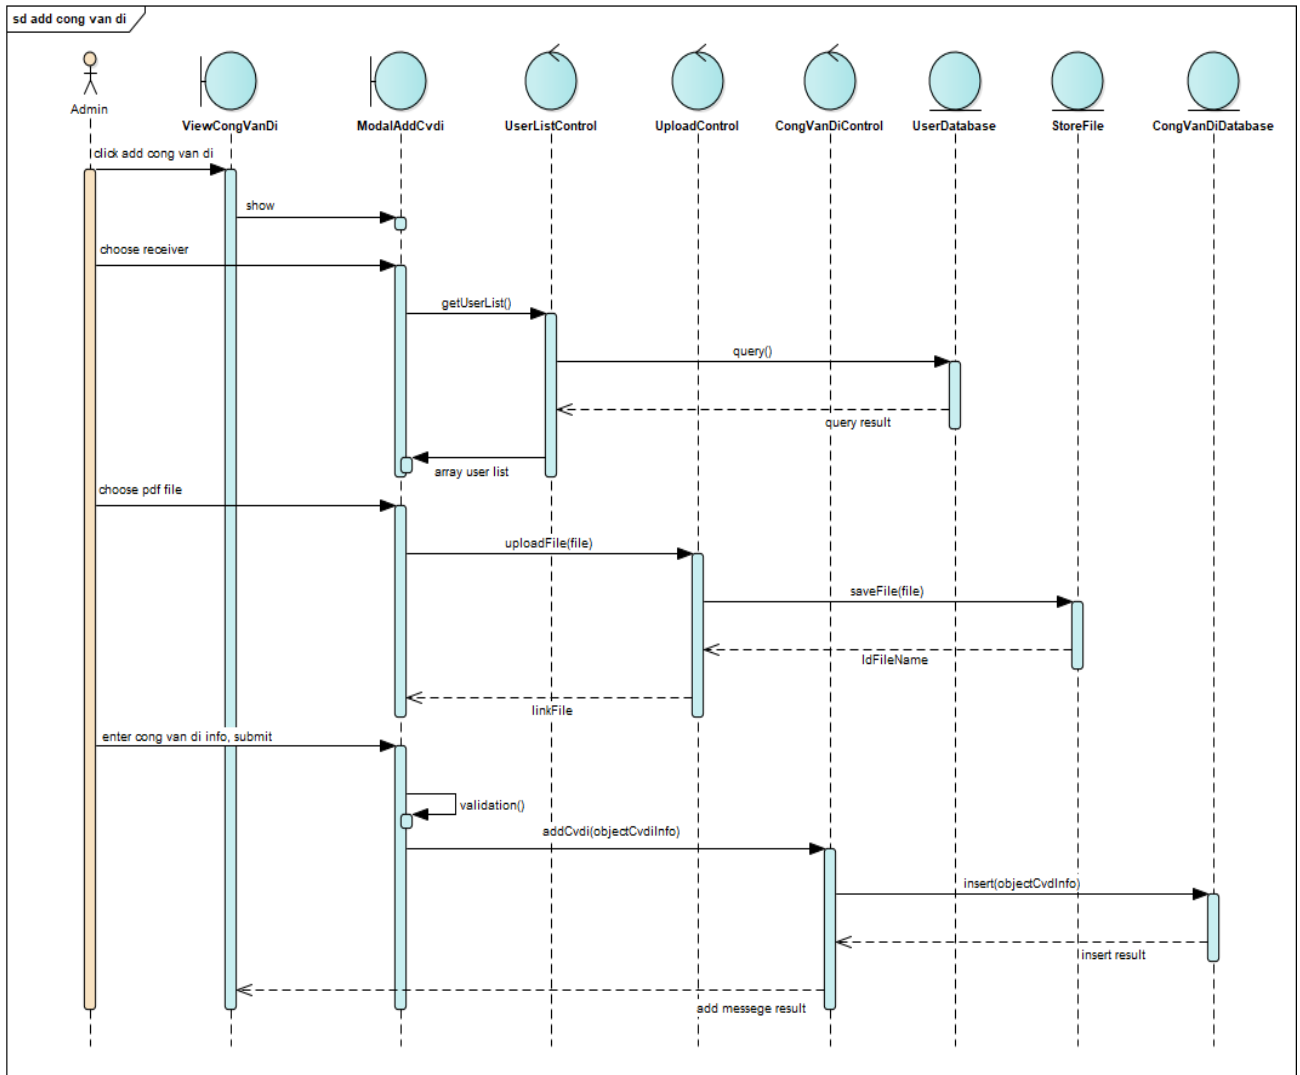 sd add cong van di
Admin
ViewCongVanDi
ModalAddCvdi
UserListControl
UploadControl
CongVanDiControl
UserDatabase
StoreFile
CongVanDiDatabase
click add cong van di
show
choose receiver
getUserList()
query()
query result
array user list
choose pdf file
uploadFile(file)
saveFile(file)
IdFileName
linkFile
enter cong van di info, submit
validation()
addCvdi(objectCvdiInfo)
insert(objectCvdInfo)
insert result
add messege result